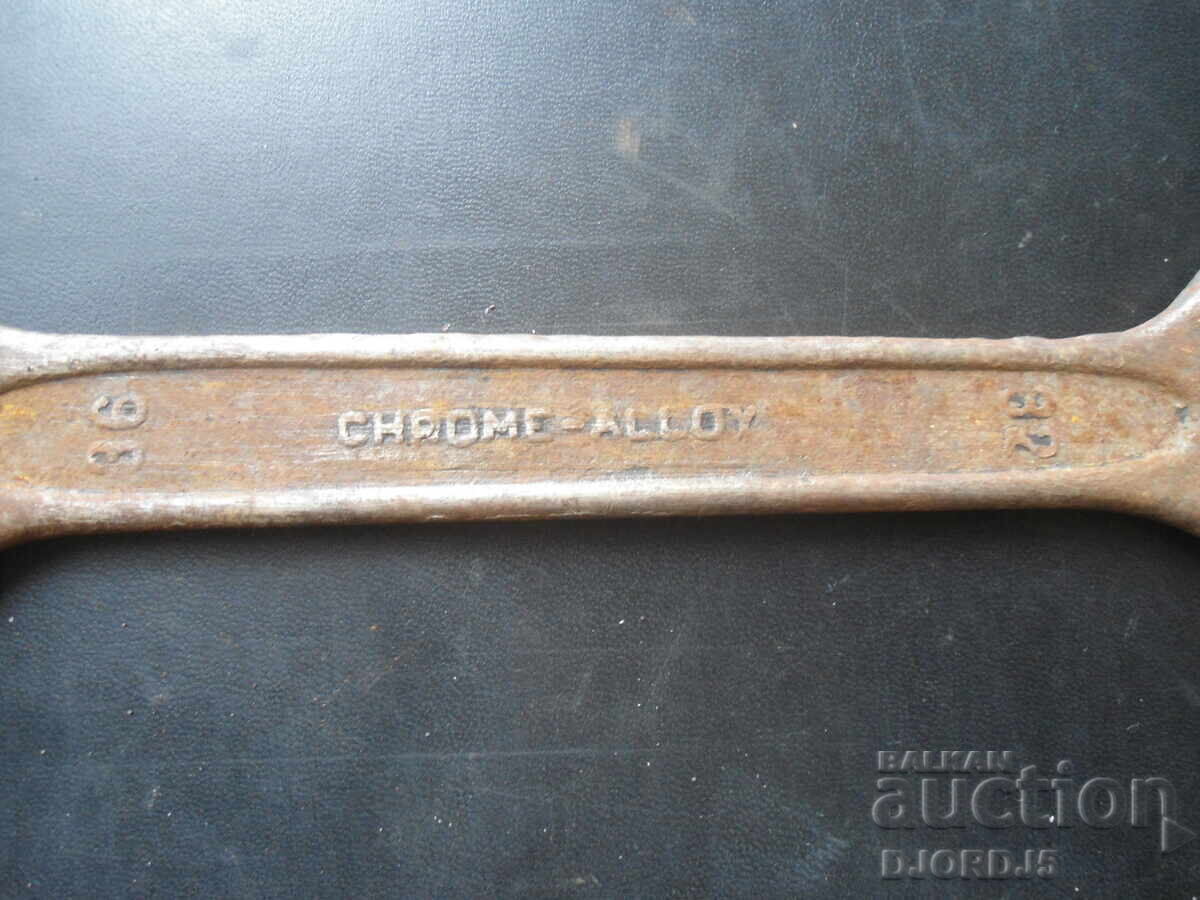 36
CHROME-ALLOY
32
BALKAN
auction
DJORDJ5